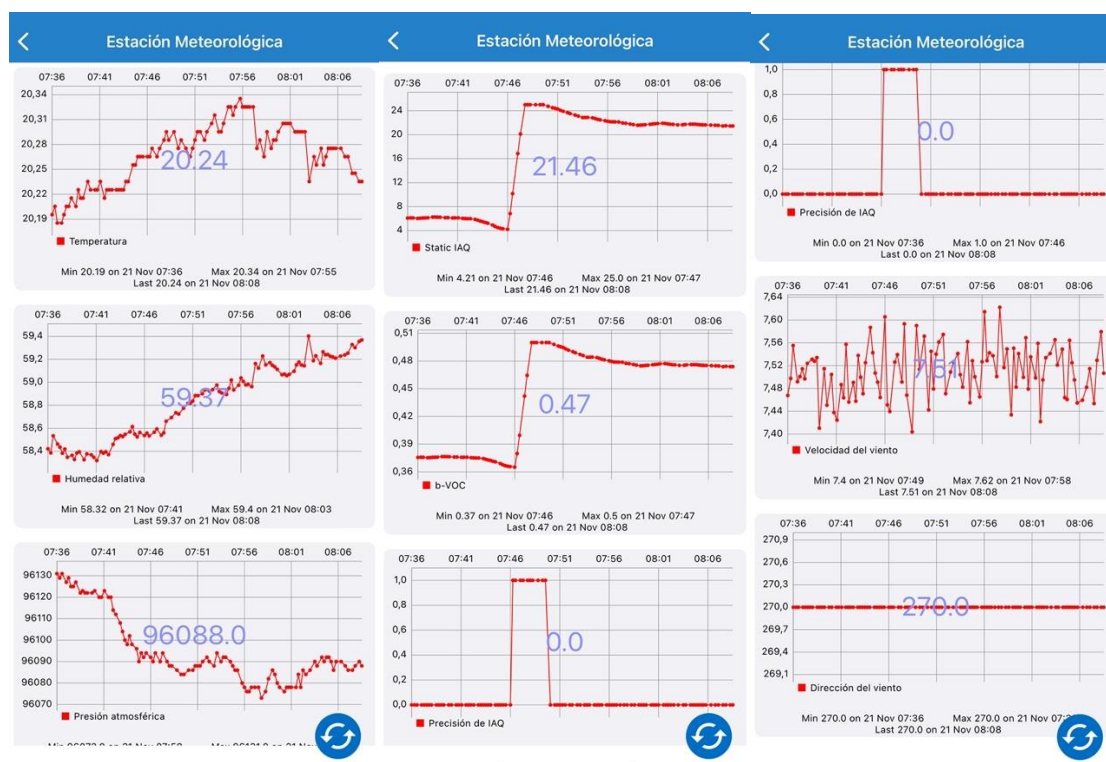 Estación Meteorológica
07:36 07:41 07:46 07:51 07:56 08:01 08:06
20,34
20,31
20,28
20,25
20,22
20,19
20.24
Temperatura
Min 20.19 on 21 Nov 07:36 Max 20.34 on 21 Nov 07:55
Last 20.24 on 21 Nov 08:08
07:36 07:41 07:46 07:51 07:56 08:01 08:06
59,4
59,2
59,0
58,8
58,6
58,4
59.37
Humedad relativa
Min 58.32 on 21 Nov 07:41 Max 59.4 on 21 Nov 08:03
Last 59.37 on 21 Nov 08:08
07:36 07:41 07:46 07:51 07:56 08:01 08:06
96130
96120
96110
96100
96090
96080
96070
96088.0
Presión atmosférica
Estación Meteorológica
07:36 07:41 07:46 07:51 07:56 08:01 08:06
24
20
16
12
8
4
21.46
Static IAQ
Min 4.21 on 21 Nov 07:46 Max 25.0 on 21 Nov 07:47
Last 21.46 on 21 Nov 08:08
07:36 07:41 07:46 07:51 07:56 08:01 08:06
0,51
0,48
0,45
0,42
0,39
0,36
0.47
b-VOC
Min 0.37 on 21 Nov 07:46 Max 0.5 on 21 Nov 07:47
Last 0.47 on 21 Nov 08:08
07:36 07:41 07:46 07:51 07:56 08:01 08:06
1,0
0,8
0,6
0,4
0,2
0,0
0.0
Precisión de IAQ
Estación Meteorológica
1,0
0,8
0,6
0,4
0,2
0,0
0.0
Precisión de IAQ
Min 0.0 on 21 Nov 07:36 Max 1.0 on 21 Nov 07:46
Last 0.0 on 21 Nov 08:08
07:36 07:41 07:46 07:51 07:56 08:01 08:06
7,64
7,60
7,56
7,52
7,48
7,44
7,40
7.51
Velocidad del viento
Min 7.4 on 21 Nov 07:49 Max 7.62 on 21 Nov 07:58
Last 7.51 on 21 Nov 08:08
07:36 07:41 07:46 07:51 07:56 08:01 08:06
270,9
270,6
270,3
270,0
269,7
269,4
269,1
270.0
Dirección del viento
Min 270.0 on 21 Nov 07:36 Max 270.0 on 21 Nov
Last 270.0 on 21 Nov 08:08